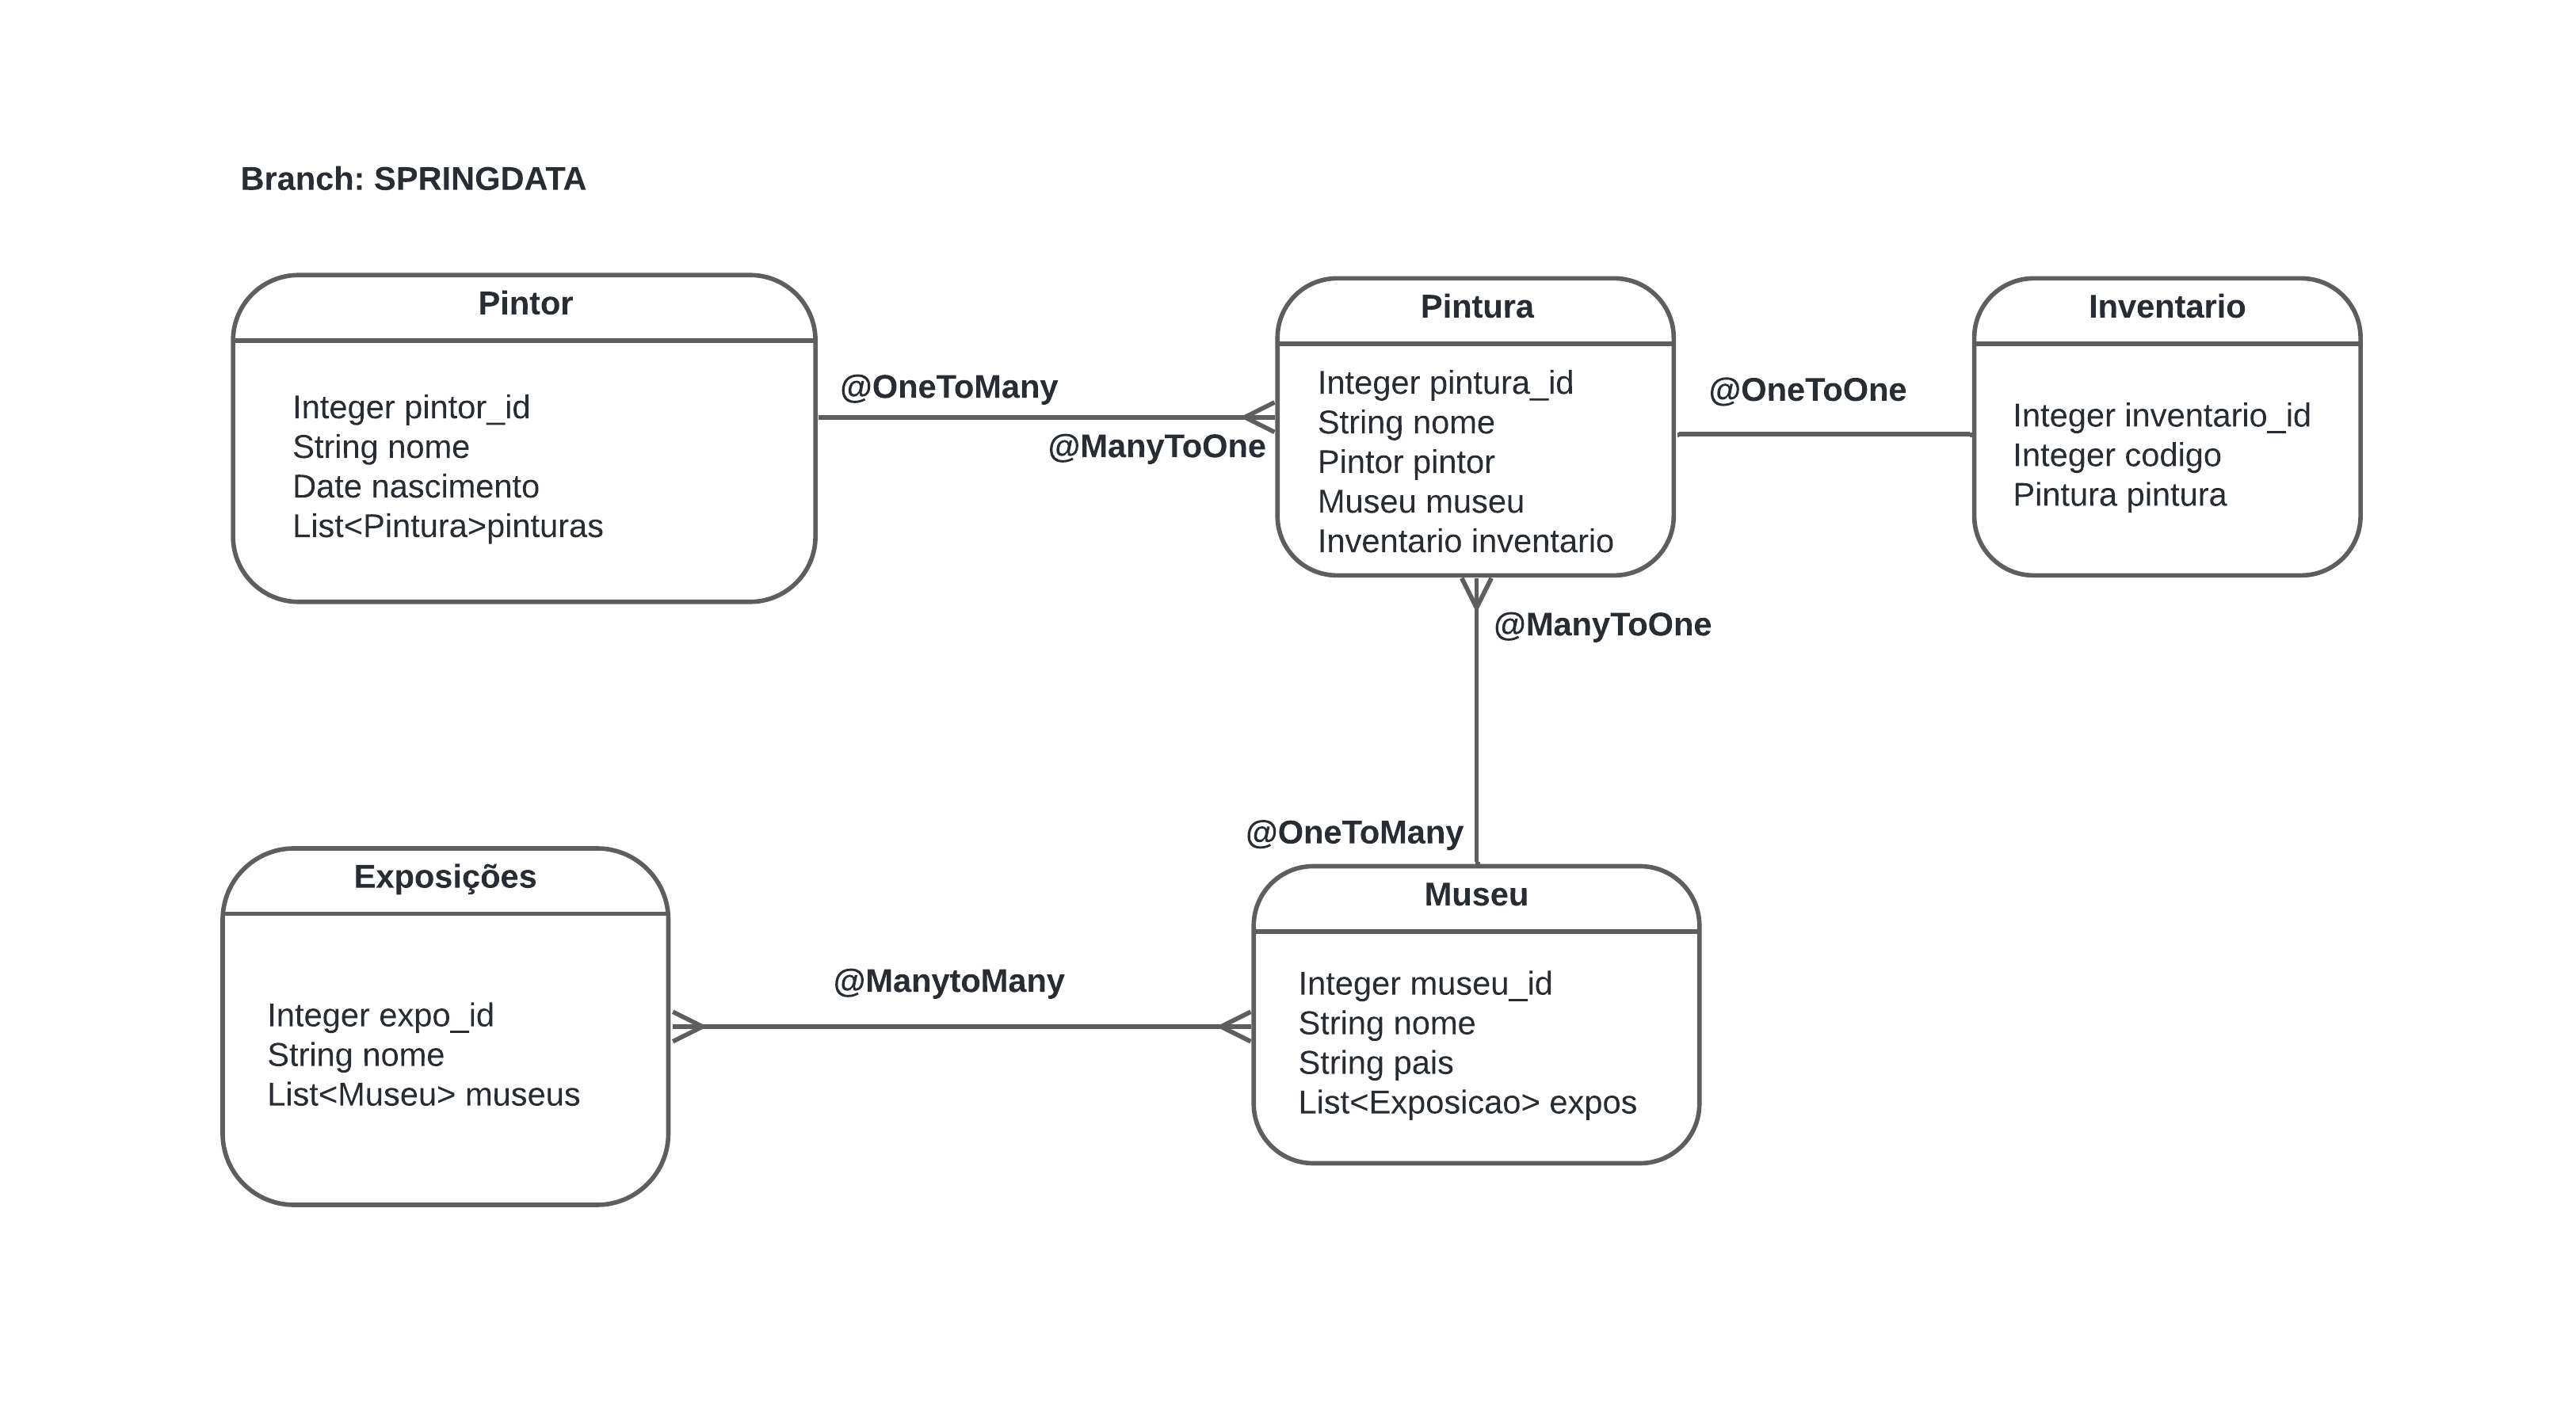 Branch: SPRINGDATA
Pintor
Integer pintor_id
String nome
Date nascimento
List<Pintura>pinturas
@OneToMany
@ManyToOne
Pintura
Integer pintura_id
String nome
Pintor pintor
Museu museu
Inventario inventario
@OneToOne
Inventario
Integer inventario_id
Integer codigo
Pintura pintura
@ManyToOne
@OneToMany
Exposições
Integer expo_id
String nome
List<Museu> museus
@ManytoMany
Museu
Integer museu_id
String nome
String pais
List<Exposicao> expos